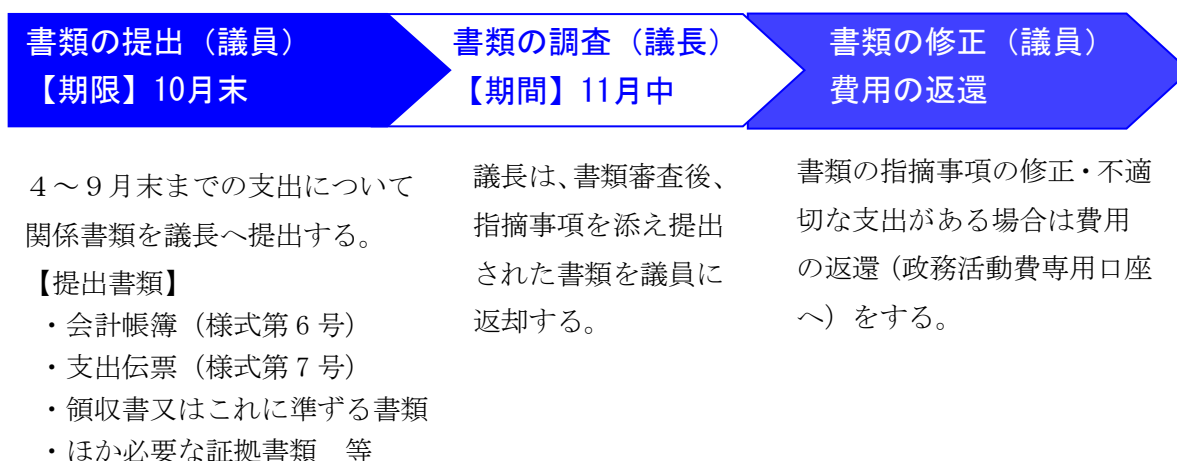 書類の提出（議員）
【期限】10月末
書類の調査（議長）
【期間】11月中
書類の修正（議員）
費用の返還
４～９月末までの支出について
関係書類を議長へ提出する。
【提出書類】
・会計帳簿（様式第６号）
・支出伝票（様式第７号）
・領収書又はこれに準ずる書類
・ほか必要な証拠書類　等
議長は、書類審査後、
指摘事項を添え提出
された書類を議員に
返却する。
書類の指摘事項の修正・不適
切な支出がある場合は費用
の返還（政務活動費専用口座
へ）をする。